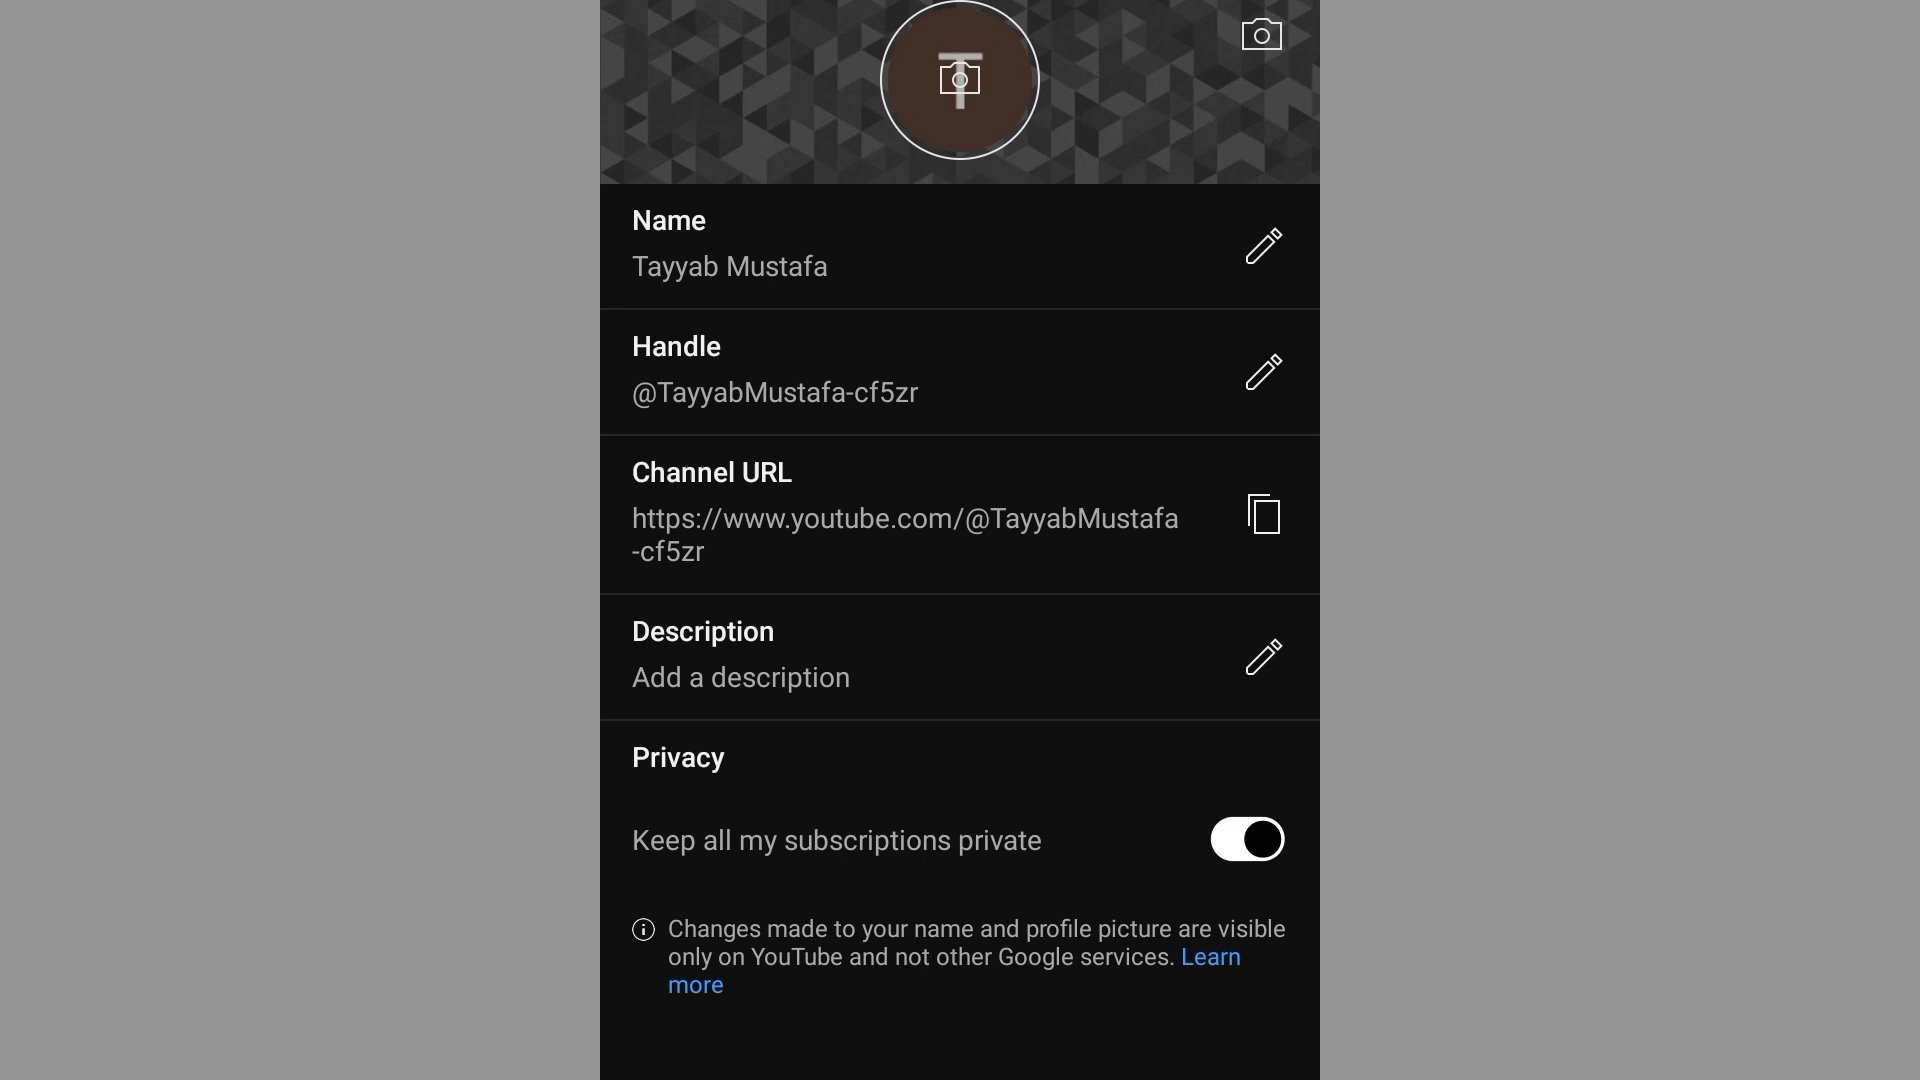 T
Name
Tayyab Mustafa
Handle
@TayyabMustafa-cf5zr
Channel URL
https://www.youtube.com/@TayyabMustafa
-cf5zr
Description
Add a description
Privacy
Keep all my subscriptions private
Changes made to your name and profile picture are visible
only on YouTube and not other Google services. Learn
more